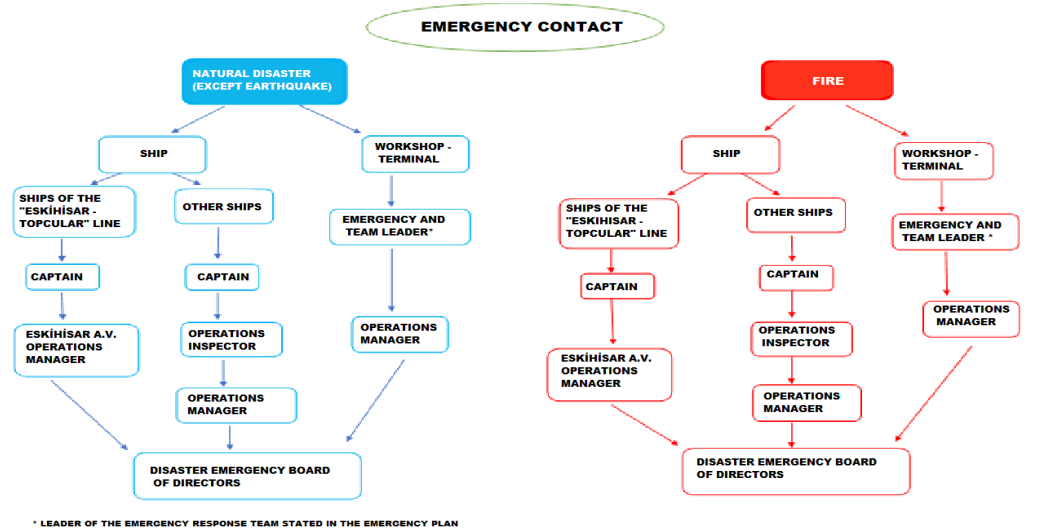 EMERGENCY CONTACT
NATURAL DISASTER
(EXCEPT EARTHQUAKE)
SHIP
WORKSHOP -
TERMINAL
SHIPS OF THE
"ESKİHİSAR -
TOPCULAR" LINE
OTHER SHIPS
EMERGENCY AND
TEAM LEADER*
CAPTAIN
CAPTAIN
ESKİHİSAR A.V.
OPERATIONS
MANAGER
OPERATIONS
INSPECTOR
OPERATIONS
MANAGER
OPERATIONS
MANAGER
DISASTER EMERGENCY BOARD
OF DIRECTORS
FIRE
SHIP
WORKSHOP -
TERMINAL
SHIPS OF THE
"ESKIHISAR -
TOPCULAR" LINE
OTHER SHIPS
EMERGENCY AND
TEAM LEADER *
CAPTAIN
CAPTAIN
ESKİHİSAR A.V.
OPERATIONS
MANAGER
OPERATIONS
INSPECTOR
OPERATIONS
MANAGER
OPERATIONS
MANAGER
DISASTER EMERGENCY BOARD
OF DIRECTORS
* LEADER OF THE EMERGENCY RESPONSE TEAM STATED IN THE EMERGENCY PLAN